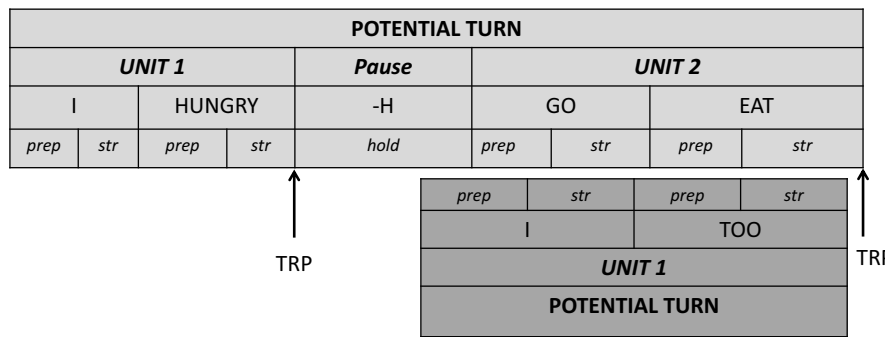 POTENTIAL TURN
UNIT 1 Pause UNIT 2
I HUNGRY -H GO EAT
prep str prep str hold prep str prep str
prep str prep str
I TOO
TRP TRP
UNIT 1
POTENTIAL TURN